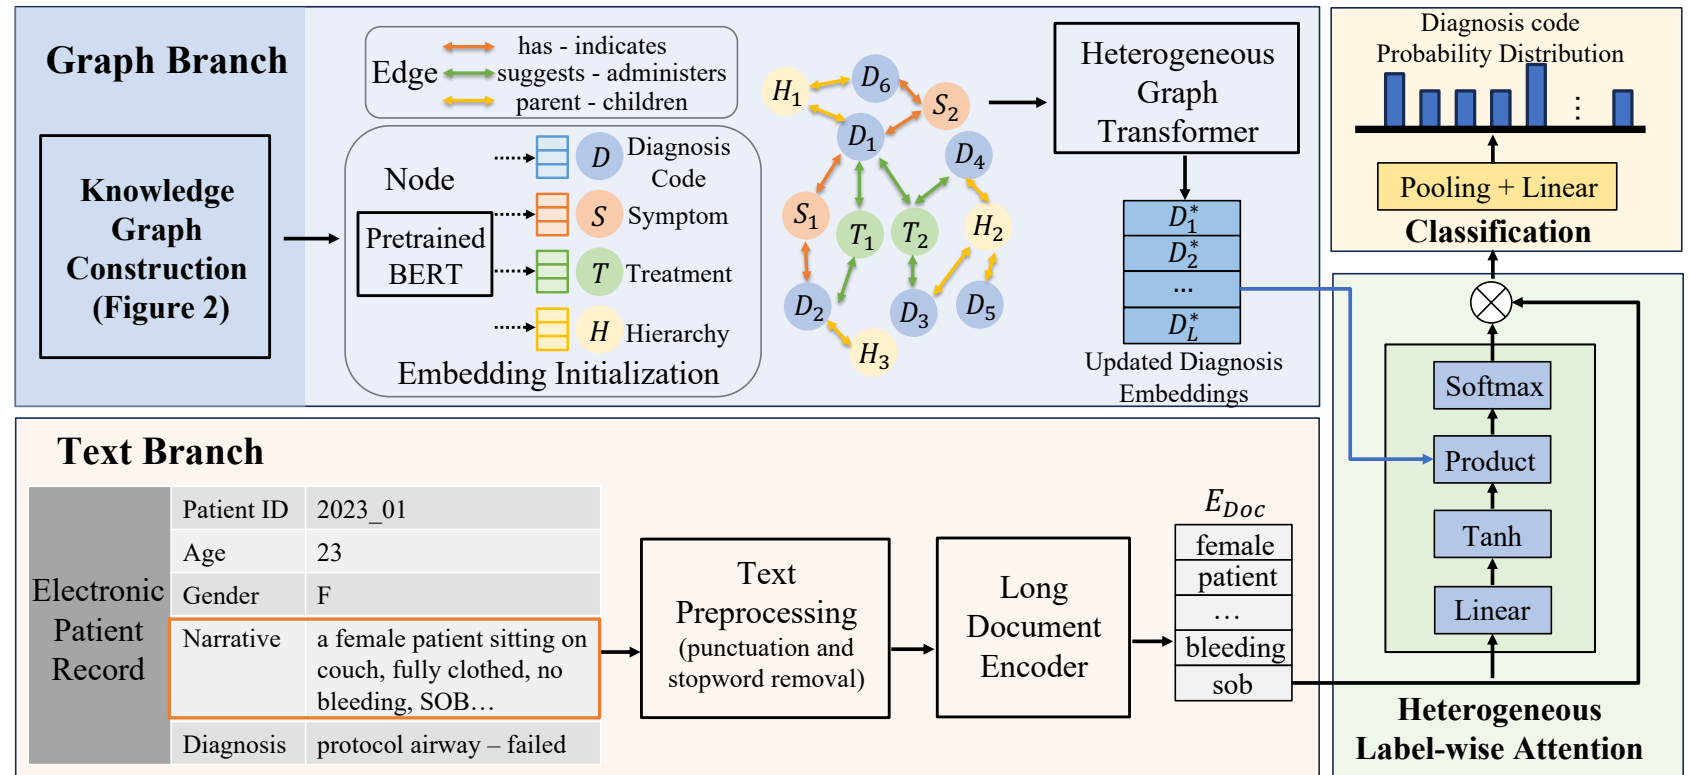 Graph Branch
Knowledge
Graph
Construction
(Figure 2)
Edge
has - indicates
suggests - administers
parent - children
Node
Pretrained
BERT
D
Diagnosis
Code
S
Symptom
T
Treatment
H
Hierarchy
Embedding Initialization
H₁
D₆
S₂
D₁
D₄
S₁
T₁
T₂
H₂
D₂
D₃
D₅
H₃
Heterogeneous
Graph
Transformer
D₁*
D₂*
...
D_L*
Updated Diagnosis
Embeddings
Text Branch
Electronic
Patient
Record
Patient ID 2023_01
Age 23
Gender F
Narrative a female patient sitting on
couch, fully clothed, no
bleeding, SOB…
Diagnosis protocol airway – failed
Text
Preprocessing
(punctuation and
stopword removal)
Long
Document
Encoder
E_Doc
female
patient
…
bleeding
sob
Diagnosis code
Probability Distribution
⋮
Pooling + Linear
Classification
Softmax
Product
Tanh
Linear
Heterogeneous
Label-wise Attention